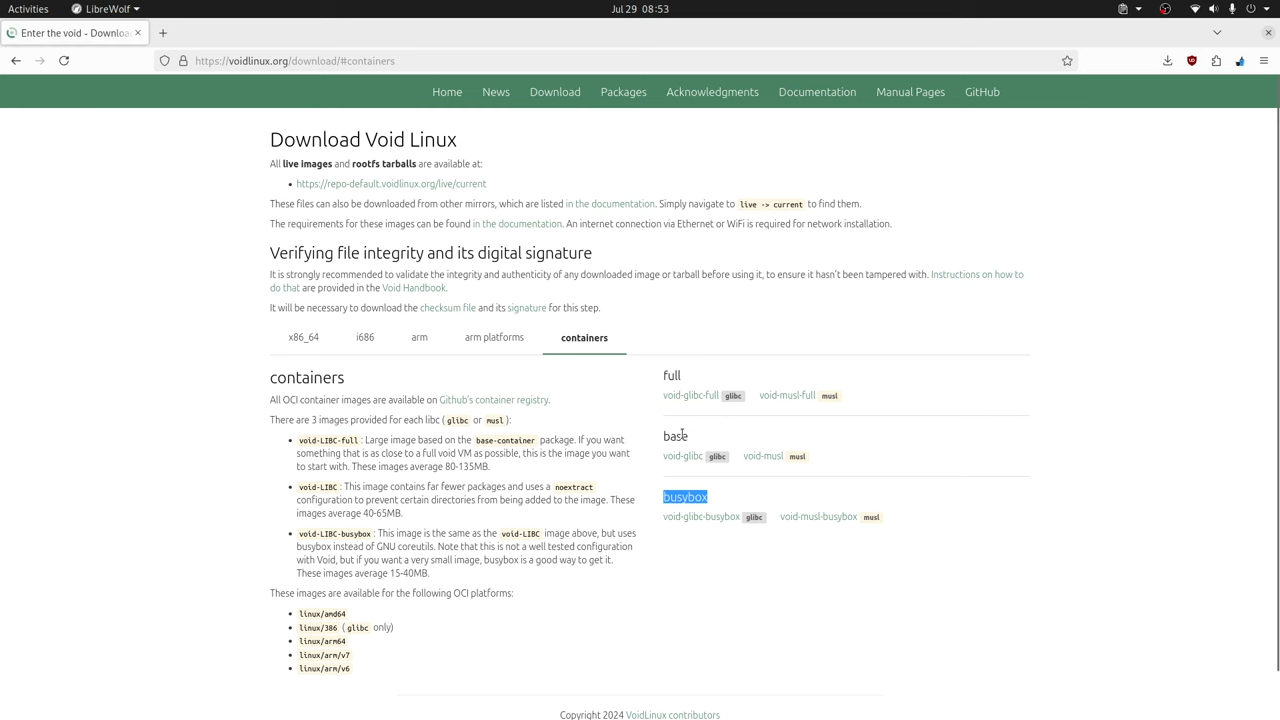 Activities
LibreWolf
Jul 29 08:53
Enter the void - Downloa
https://voidlinux.org/download/#containers
Home News Download Packages Acknowledgments Documentation Manual Pages GitHub
Download Void Linux
All live images and rootfs tarballs are available at:
https://repo-default.voidlinux.org/live/current
These files can also be downloaded from other mirrors, which are listed in the documentation. Simply navigate to live -> current to find them.
The requirements for these images can be found in the documentation. An internet connection via Ethernet or WiFi is required for network installation.
Verifying file integrity and its digital signature
It is strongly recommended to validate the integrity and authenticity of any downloaded image or tarball before using it, to ensure it hasn't been tampered with. Instructions on how to
do that are provided in the Void Handbook.
It will be necessary to download the checksum file and its signature for this step.
x86_64 i686 arm arm platforms containers
containers
All OCI container images are available on Github's container registry.
There are 3 images provided for each libc ( glibc or musl ):
void-LIBC-full : Large image based on the base-container package. If you want
something that is as close to a full void VM as possible, this is the image you want
to start with. These images average 80-135MB.
void-LIBC : This image contains far fewer packages and uses a noextract
configuration to prevent certain directories from being added to the image. These
images average 40-65MB.
void-LIBC-busybox : This image is the same as the void-LIBC image above, but uses
busybox instead of GNU coreutils. Note that this is not a well tested configuration
with Void, but if you want a very small image, busybox is a good way to get it.
These images average 15-40MB.
These images are available for the following OCI platforms:
linux/amd64
linux/386 ( glibc only)
linux/arm64
linux/arm/v7
linux/arm/v6
full
void-glibc-full glibc void-musl-full musl
base
void-glibc glibc void-musl musl
busybox
void-glibc-busybox glibc void-musl-busybox musl
Copyright 2024 VoidLinux contributors